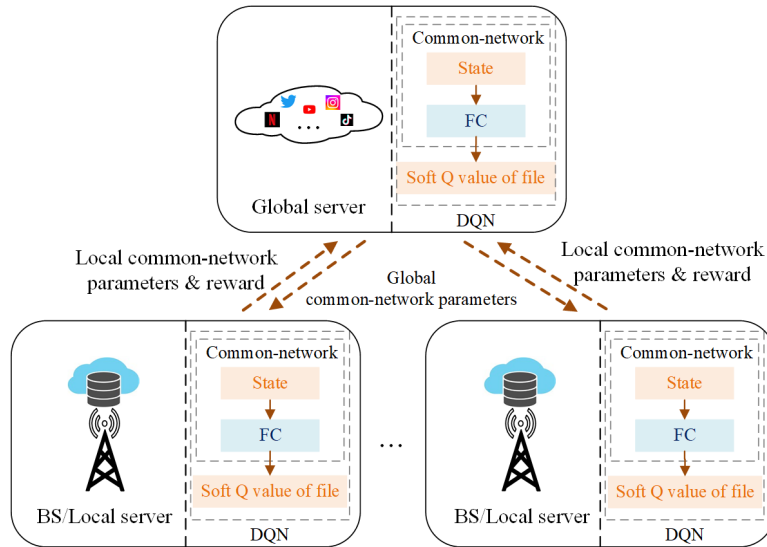 Common-network
State
FC
Soft Q value of file
DQN
N
...
Global server
Local common-network
parameters & reward
Global
common-network parameters
Local common-network
parameters & reward
Common-network
State
FC
Soft Q value of file
DQN
BS/Local server
...
Common-network
State
FC
Soft Q value of file
DQN
BS/Local server